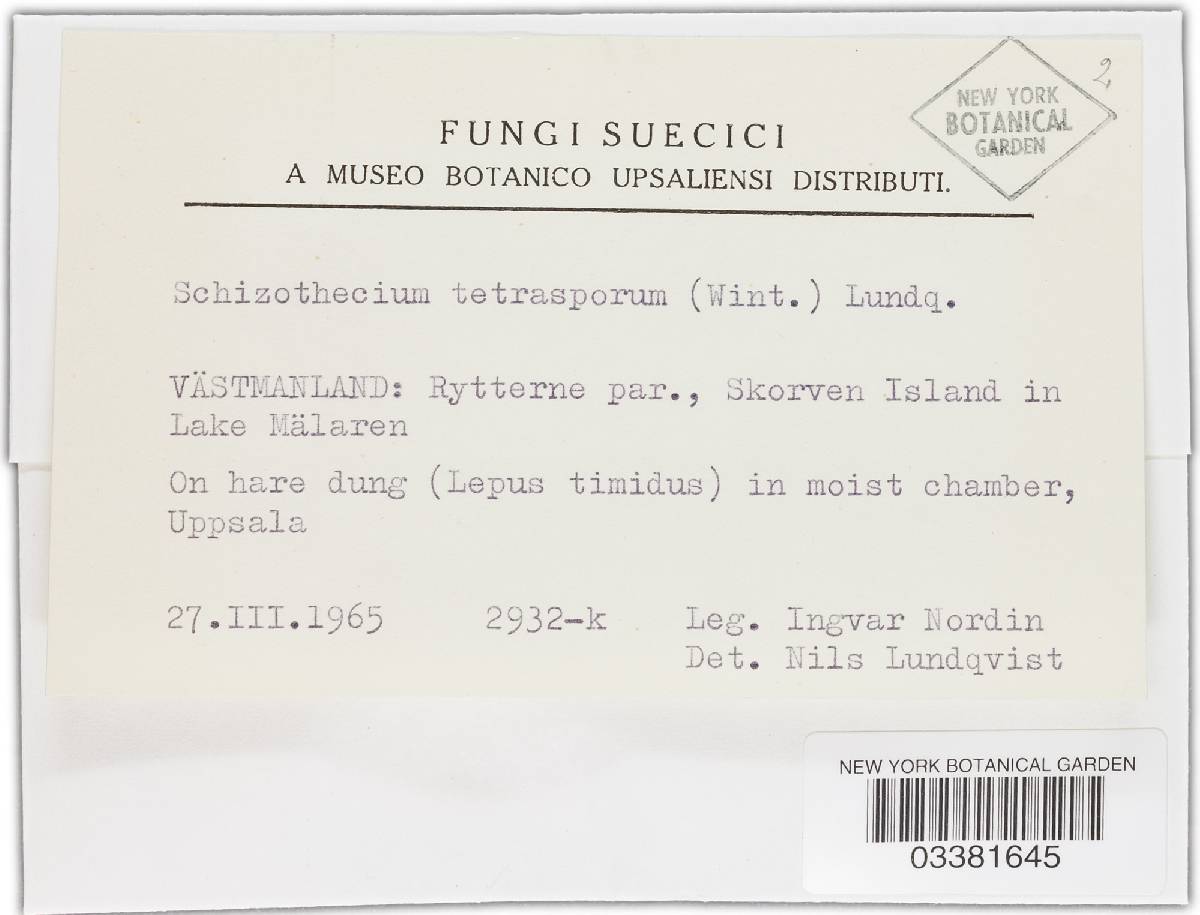 FUNGI SUECICI
A MUSEO BOTANICO UPSALIENSI DISTRIBUTI.
NEW YORK
BOTANICAL
GARDEN
2
Schizothecium tetrasporum (Wint.) Lundq.
VÄSTMANLAND: Rytterne par., Skorven Island in
Lake Mälaren
On hare dung (Lepus timidus) in moist chamber,
Uppsala
27.III.1965 2932-k Leg. Ingvar Nordin
Det. Nils Lundqvist
NEW YORK BOTANICAL GARDEN
03381645